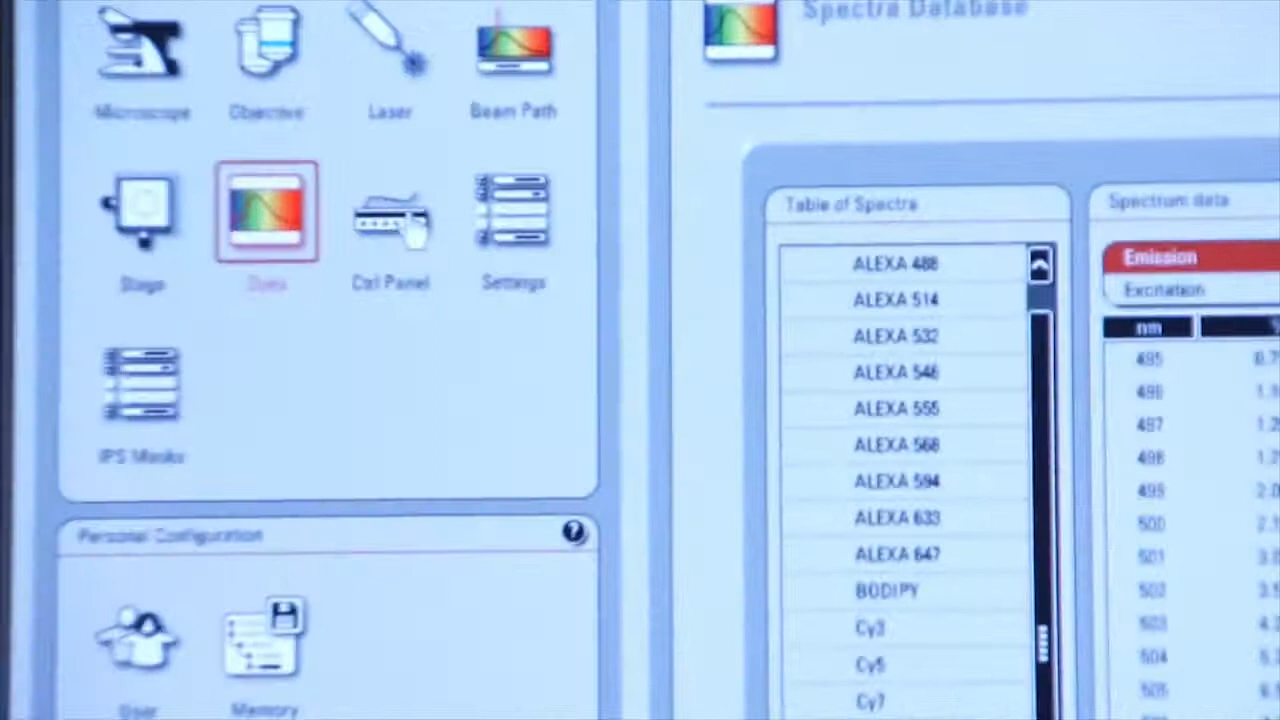 Spectra Database
Microscope
Objective
Laser
Beam Path
Stage
Dyes
Ctrl Panel
Settings
IPS Masks
Personal Configuration
?
User
Memory
Table of Spectra
ALEXA 488
ALEXA 514
ALEXA 532
ALEXA 546
ALEXA 555
ALEXA 568
ALEXA 594
ALEXA 633
ALEXA 647
BODIPY
Cy3
Cy5
Cy7
Spectrum data
Emission
Excitation
nm
495
496
497
498
499
500
501
502
503
504
505